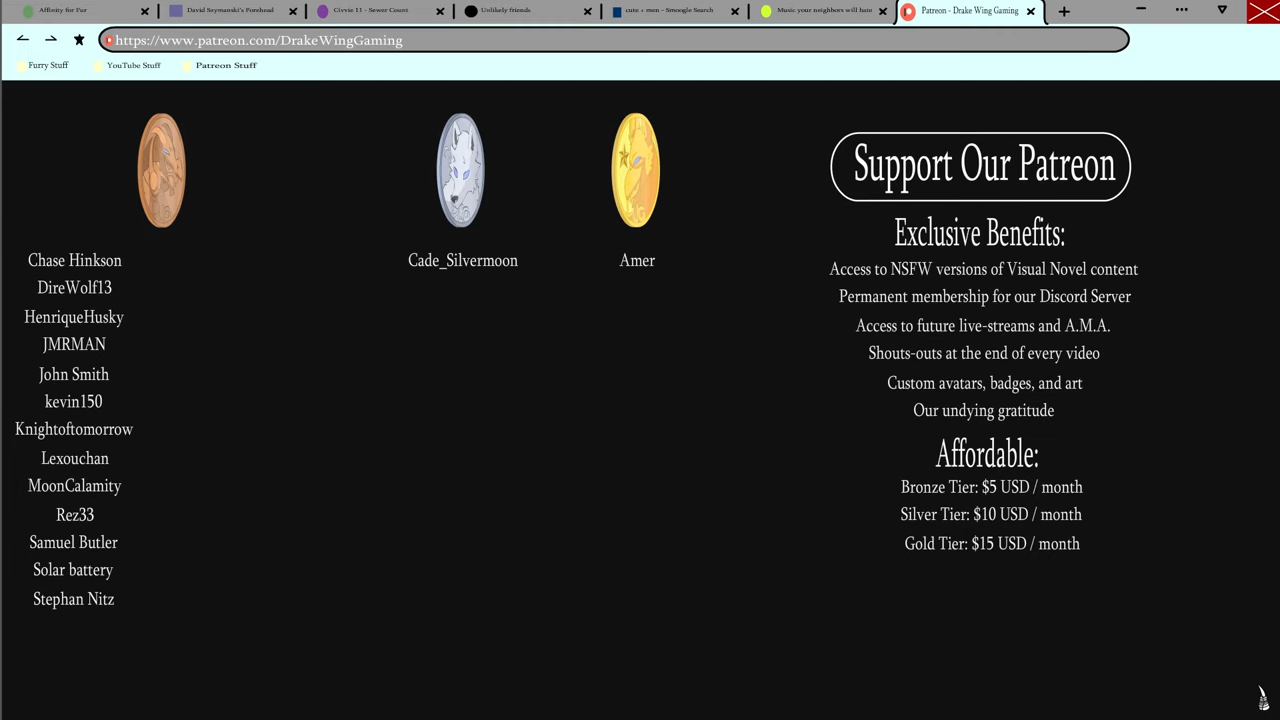 Affinity for Fur
David Szymanski's Forehead
Civvie 11 - Sewer Count
Unlikely friends
cute + men - Smoogle Search
Music your neighbors will hate
Patreon - Drake Wing Gaming
https://www.patreon.com/DrakeWingGaming
Furry Stuff
YouTube Stuff
Patreon Stuff
Chase Hinkson
DireWolf13
HenriqueHusky
JMRMAN
John Smith
kevin150
Knightoftomorrow
Lexouchan
MoonCalamity
Rez33
Samuel Butler
Solar battery
Stephan Nitz
Cade_Silvermoon
Amer
Support Our Patreon
Exclusive Benefits:
Access to NSFW versions of Visual Novel content
Permanent membership for our Discord Server
Access to future live-streams and A.M.A.
Shouts-outs at the end of every video
Custom avatars, badges, and art
Our undying gratitude
Affordable:
Bronze Tier: $5 USD / month
Silver Tier: $10 USD / month
Gold Tier: $15 USD / month